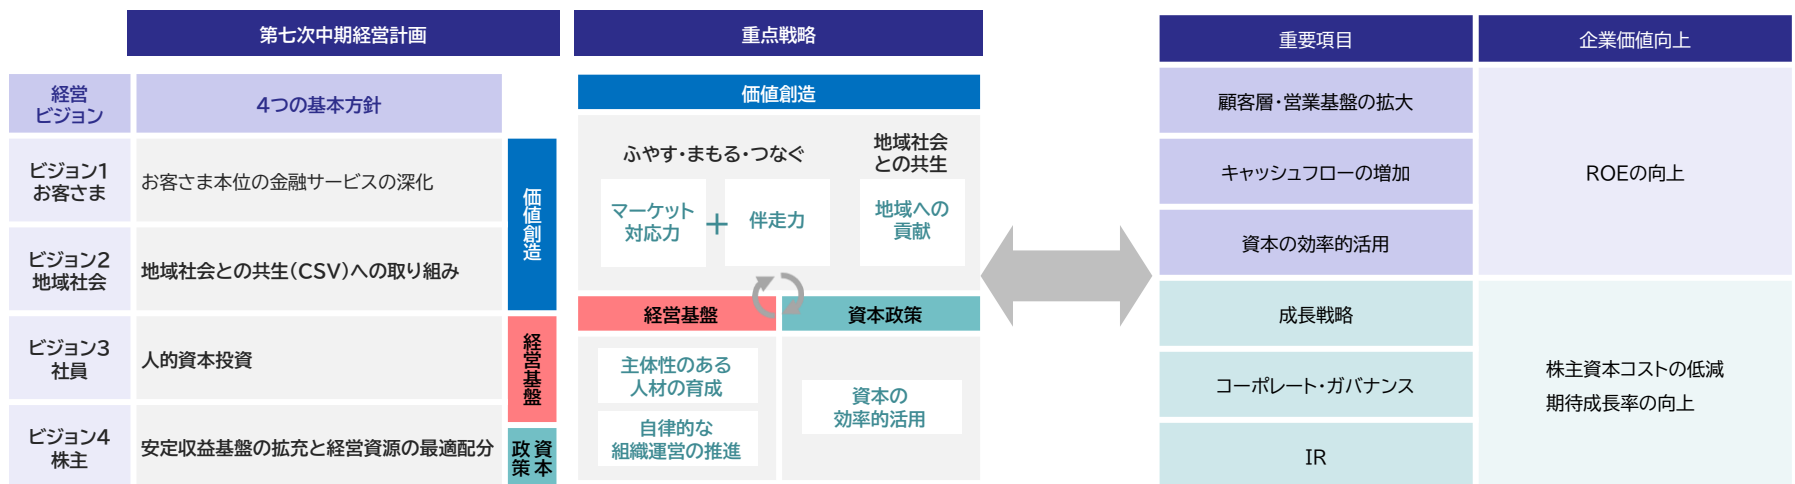 第七次中期経営計画
経営
ビジョン
4つの基本方針
ビジョン1
お客さま
お客さま本位の金融サービスの深化
ビジョン2
地域社会
地域社会との共生(CSV)への取り組み
価値創造
ビジョン3
社員
人的資本投資
経営基盤
ビジョン4
株主
安定収益基盤の拡充と経営資源の最適配分
資本
政策
重点戦略
価値創造
ふやす・まもる・つなぐ
マーケット
対応力
+
伴走力
地域社会
との共生
地域への
貢献
経営基盤
主体性のある
人材の育成
自律的な
組織運営の推進
資本政策
資本の
効率的活用
重要項目
企業価値向上
顧客層・営業基盤の拡大
キャッシュフローの増加
資本の効率的活用
ROEの向上
成長戦略
コーポレート・ガバナンス
IR
株主資本コストの低減
期待成長率の向上